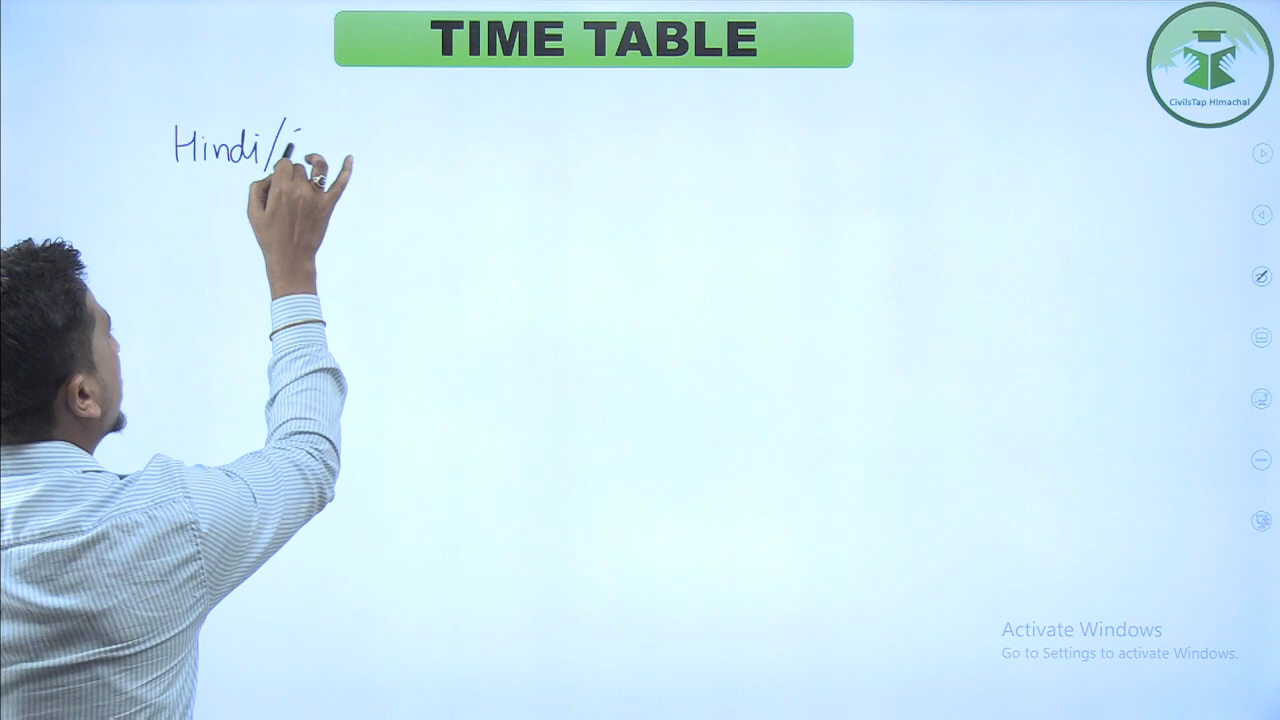 TIME TABLE
CivilsTap HImachal
Hindi/
Activate Windows
Go to Settings to activate Windows.